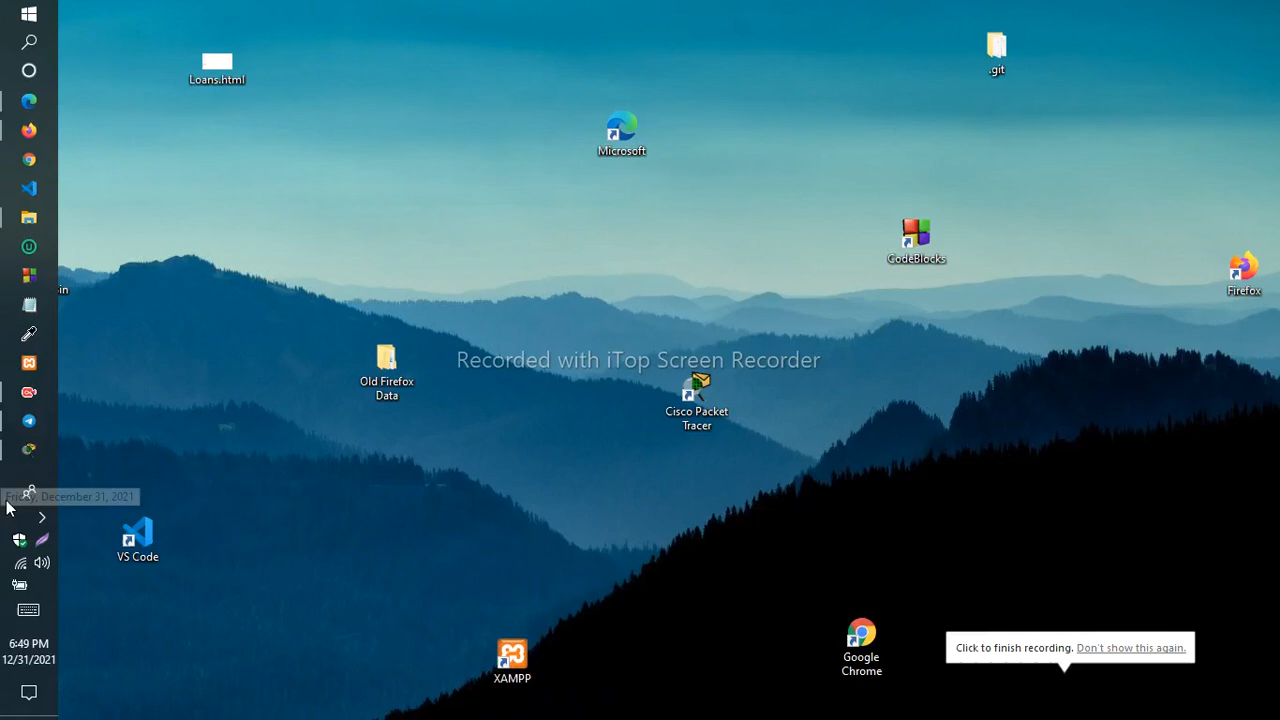 Loans.html
.git
Microsoft
CodeBlocks
Firefox
in
Recorded with iTop Screen Recorder
Old Firefox
Data
Cisco Packet
Tracer
Friday, December 31, 2021
VS Code
XAMPP
Google
Chrome
Click to finish recording. Don't show this again.
6:49 PM
12/31/2021